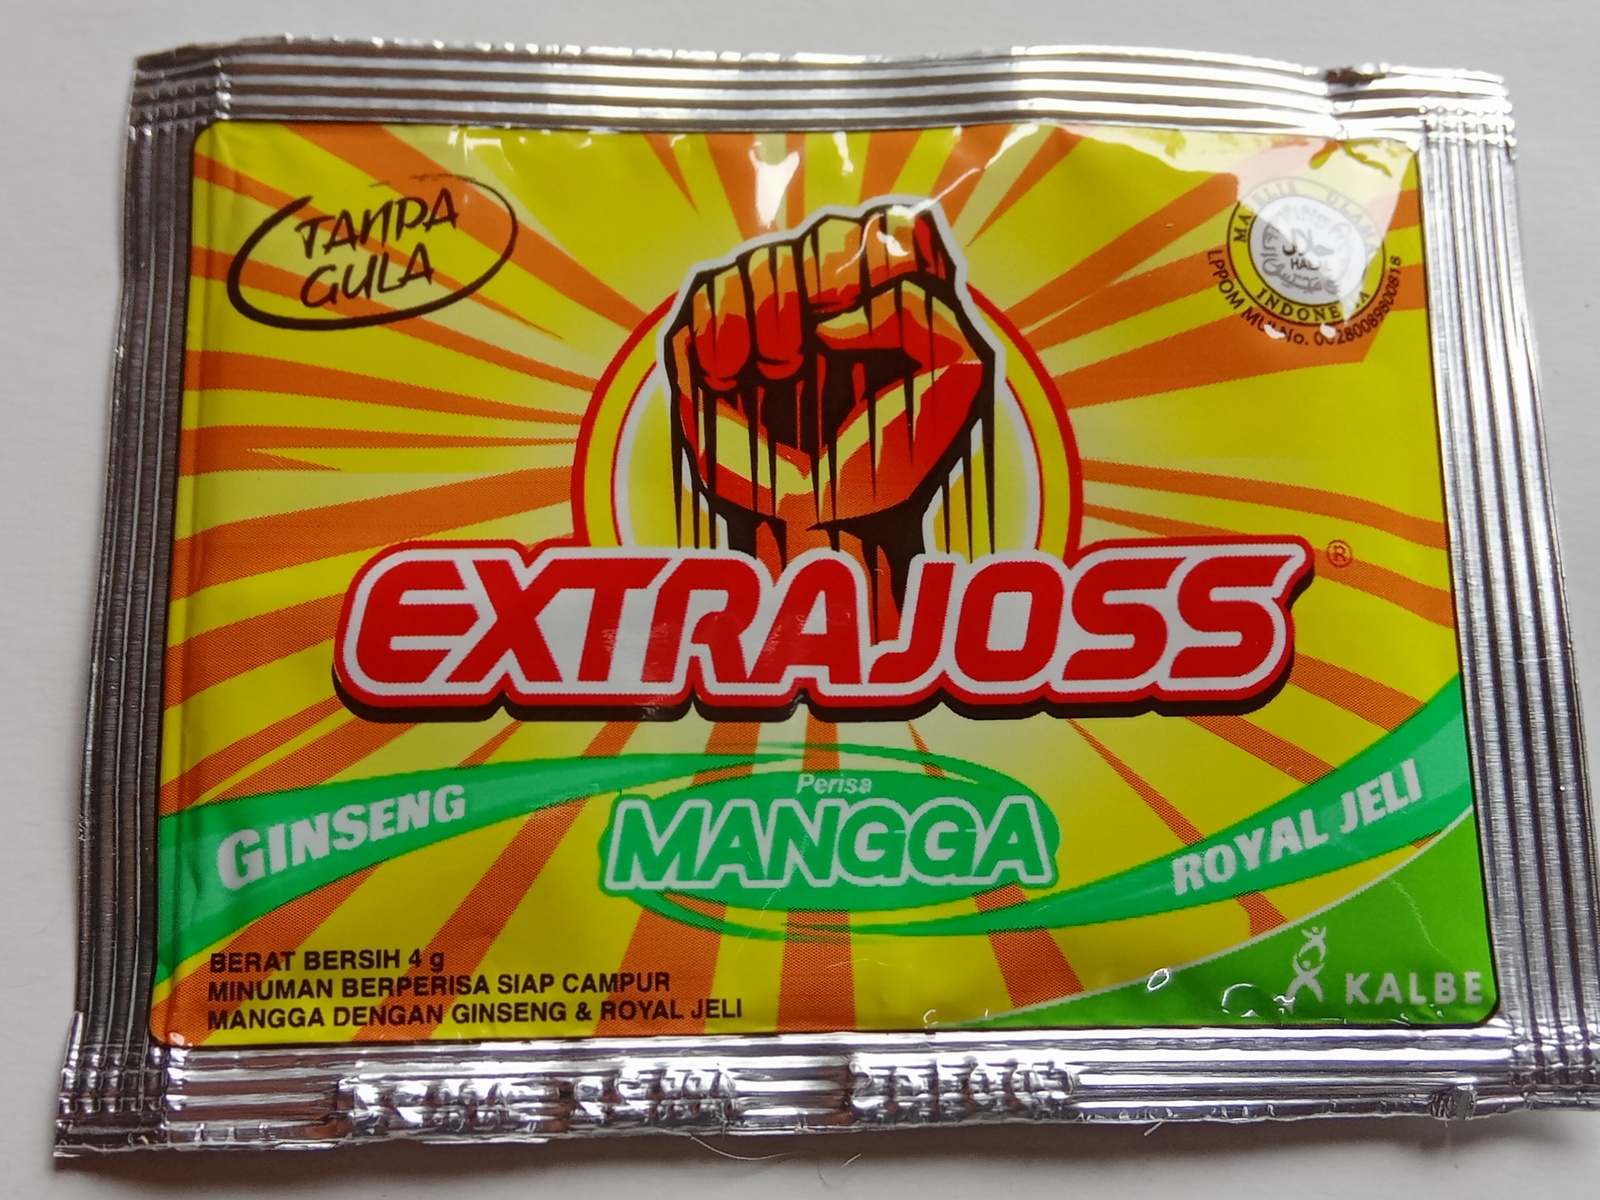 TANPA
GULA
MAJELIS ULAMA
HALAL
INDONESIA
EXTRAJOSS®
GINSENG
Perisa
MANGGA
ROYAL JELI
BERAT BERSIH 4 g
MINUMAN BERPERISA SIAP CAMPUR
MANGGA DENGAN GINSENG & ROYAL JELI
KALBE
LPPOM MUI No.